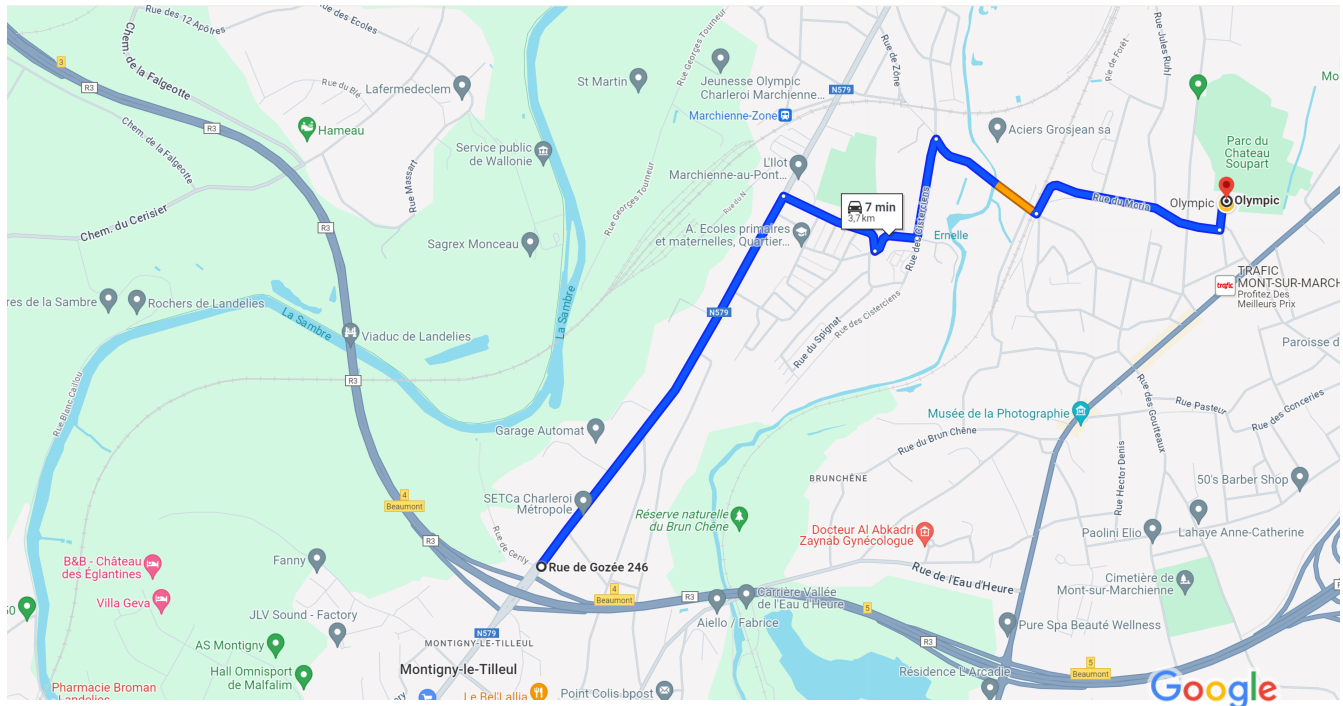 Rue des 12 Apôtres
Rue des Ecoles
Chem. de la Falgeotte
3
R3
Rue du Blé
Lafermedeclem
Hameau
R3
Chem. de la Falgeotte
Rue Massart
Chem. du Cerisier
Service public
de Wallonie
Sagrex Monceau
St Martin
Rue Georges Tourneur
Rue Georges Tourneur
Rue du N.
Jeunesse Olympic
Charleroi Marchienne...
N579
Marchienne-Zone
Rue de Zône
L'Ilot
Marchienne-au-Pont...
A. Ecoles primaires
et maternelles, Quartier...
7 min
3,7 km
Rue des Cisterciens
Ernelle
Aciers Grosjean sa
Rue Jules Ruhl
Parc du
Chateau
Soupart
Mo
Olympic
Olympic
Rue du Moria
trafic
TRAFIC
MONT-SUR-MARCH
Profitez Des
Meilleurs Prix
Paroisse d
res de la Sambre
Rochers de Landelies
La Sambre
La Sambre
Viaduc de Landelies
R3
Rue Blanc Caillou
N579
Rue du Spignat
Rue des Cisterciens
Garage Automat
Musée de la Photographie
Rue du Brun Chêne
Rue Pasteur
Rue des Gonceries
Rue des Goutteaux
Rue Hector Denis
BRUNCHÊNE
50's Barber Shop
SETCa Charleroi
Métropole
4
Beaumont
R3
Réserve naturelle
du Brun Chêne
Docteur Al Abkadri
Zaynab Gynécologue
Paolini Elio
Lahaye Anne-Catherine
Rue de Gozée 246
B&B - Château
des Églantines
Fanny
Villa Geva
50
4
Beaumont
R3
Carrière Vallée
de l'Eau d'Heure
Rue de l'Eau d'Heure
Cimetière de
Mont-sur-Marchienne
JLV Sound - Factory
AS Montigny
Hall Omnisport
de Malfalim
N579
MONTIGNY-LE-TILLEUL
Montigny-le-Tilleul
Aiello / Fabrice
5
R3
Pure Spa Beauté Wellness
5
Beaumont
R3
Résidence L'Arcadie
Pharmacie Broman
Landelies
Le Bel'Lallia
Point Colis bpost
Google